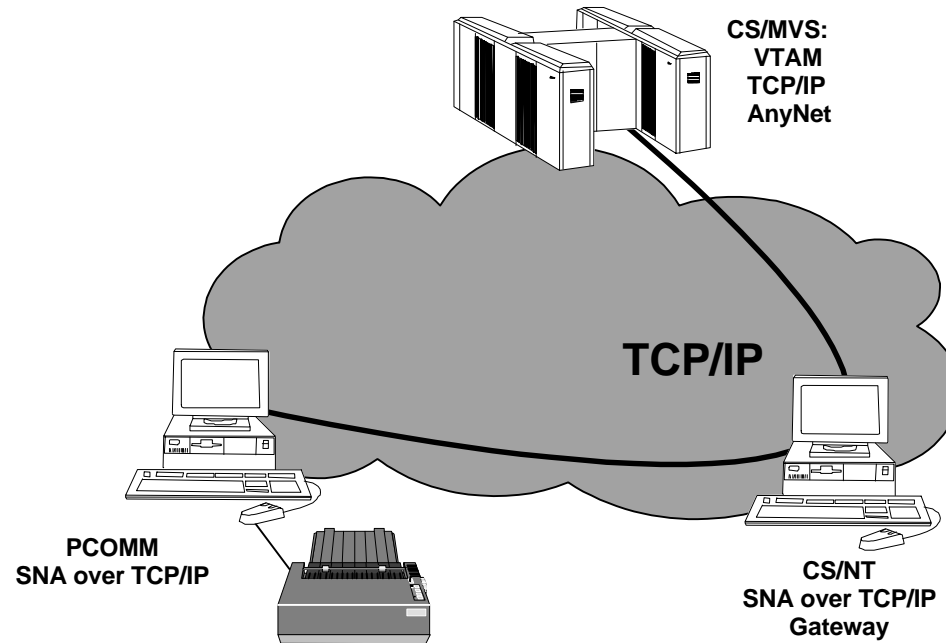 CS/MVS:
VTAM
TCP/IP
AnyNet
TCP/IP
PCOMM
SNA over TCP/IP
CS/NT
SNA over TCP/IP
Gateway